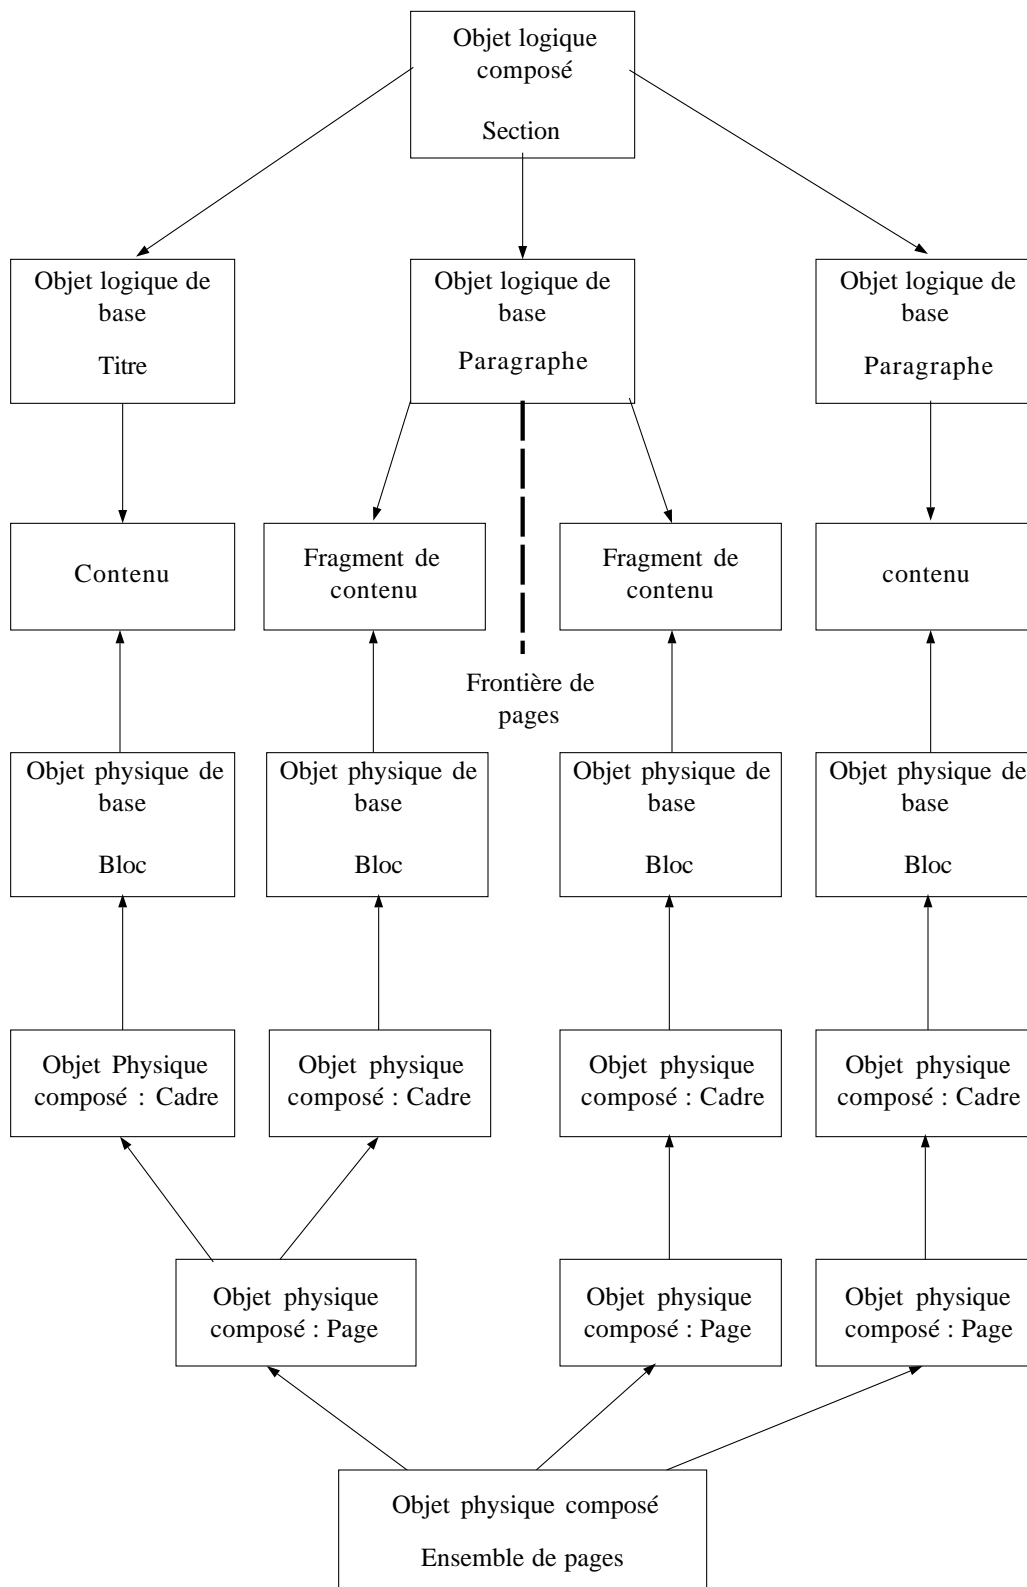 Objet logique
composé
Section
Objet logique de
base
Titre
Objet logique de
base
Paragraphe
Objet logique de
base
Paragraphe
Contenu
Fragment de
contenu
Fragment de
contenu
contenu
Frontière de
pages
Objet physique de
base
Bloc
Objet physique de
base
Bloc
Objet physique de
base
Bloc
Objet physique de
base
Bloc
Objet Physique
composé : Cadre
Objet physique
composé : Cadre
Objet physique
composé : Cadre
Objet physique
composé : Cadre
Objet physique
composé : Page
Objet physique
composé : Page
Objet physique
composé : Page
Objet physique composé
Ensemble de pages